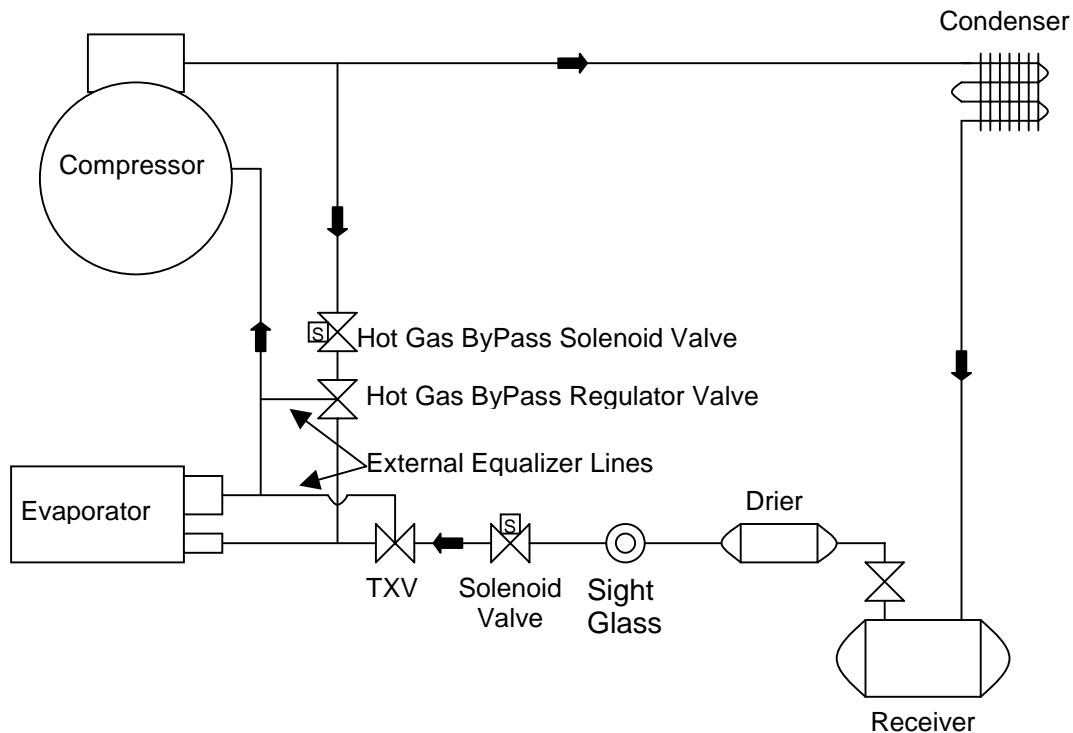 Condenser
Compressor
S
Hot Gas ByPass Solenoid Valve
Hot Gas ByPass Regulator Valve
External Equalizer Lines
Evaporator
Drier
S
TXV
Solenoid
Valve
Sight
Glass
Receiver